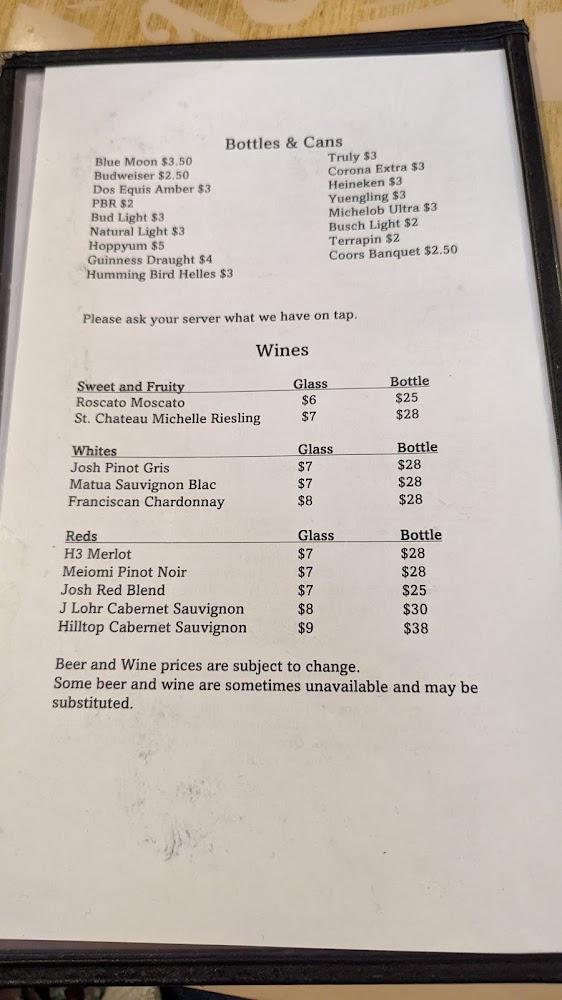 Bottles & Cans
Blue Moon $3.50
Budweiser $2.50
Dos Equis Amber $3
PBR $2
Bud Light $3
Natural Light $3
Hoppyum $5
Guinness Draught $4
Humming Bird Helles $3
Truly $3
Corona Extra $3
Heineken $3
Yuengling $3
Michelob Ultra $3
Busch Light $2
Terrapin $2
Coors Banquet $2.50
Please ask your server what we have on tap.
Wines
Sweet and Fruity Glass Bottle
Roscato Moscato $6 $25
St. Chateau Michelle Riesling $7 $28
Whites Glass Bottle
Josh Pinot Gris $7 $28
Matua Sauvignon Blac $7 $28
Franciscan Chardonnay $8 $28
Reds Glass Bottle
H3 Merlot $7 $28
Meiomi Pinot Noir $7 $28
Josh Red Blend $7 $25
J Lohr Cabernet Sauvignon $8 $30
Hilltop Cabernet Sauvignon $9 $38
Beer and Wine prices are subject to change.
Some beer and wine are sometimes unavailable and may be
substituted.